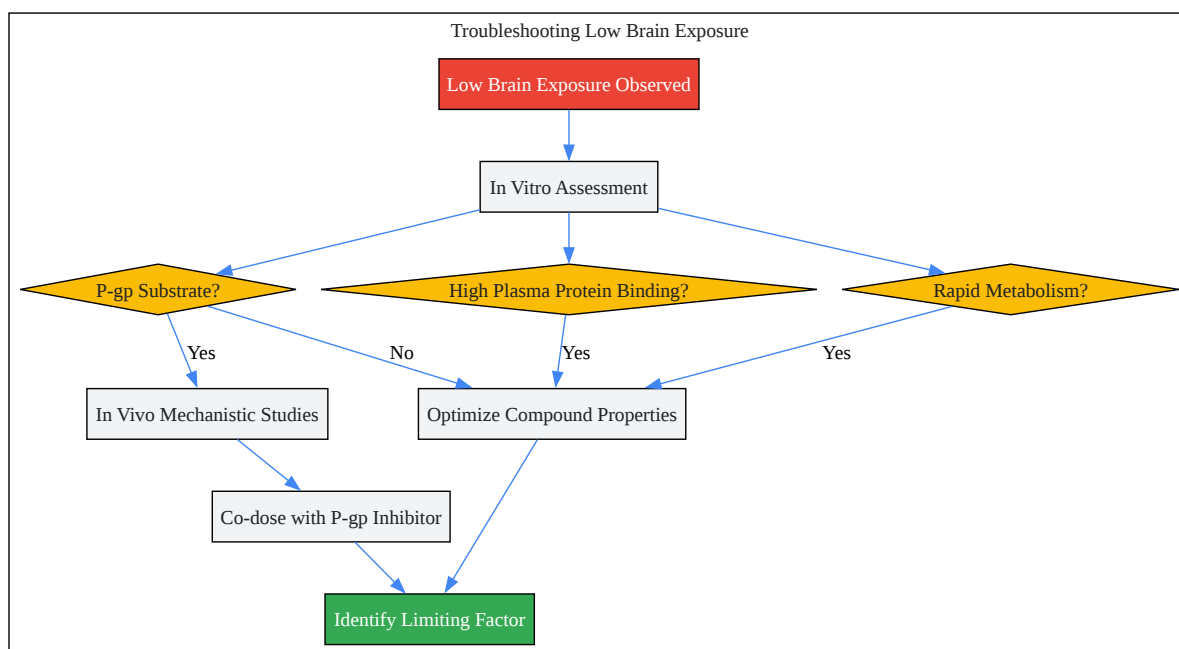 Troubleshooting Low Brain Exposure
Low Brain Exposure Observed
In Vitro Assessment
P-gp Substrate?
High Plasma Protein Binding?
Rapid Metabolism?
Yes
No
Yes
Yes
In Vivo Mechanistic Studies
Optimize Compound Properties
Co-dose with P-gp Inhibitor
Identify Limiting Factor